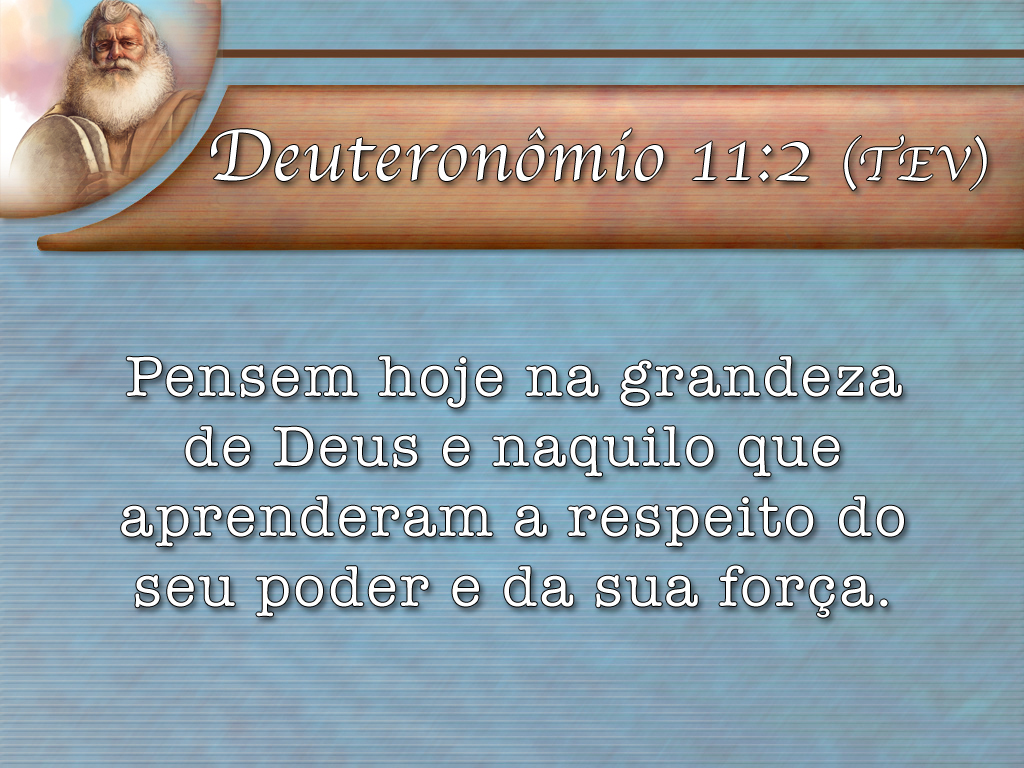 Deuteronômio 11:2 (TEV)
Pensem hoje na grandeza
de Deus e naquilo que
aprenderam a respeito do
seu poder e da sua força.